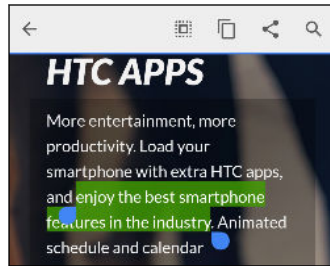 HTC APPS
More entertainment, more
productivity. Load your
smartphone with extra HTC apps,
and enjoy the best smartphone
features in the industry. Animated
schedule and calendar